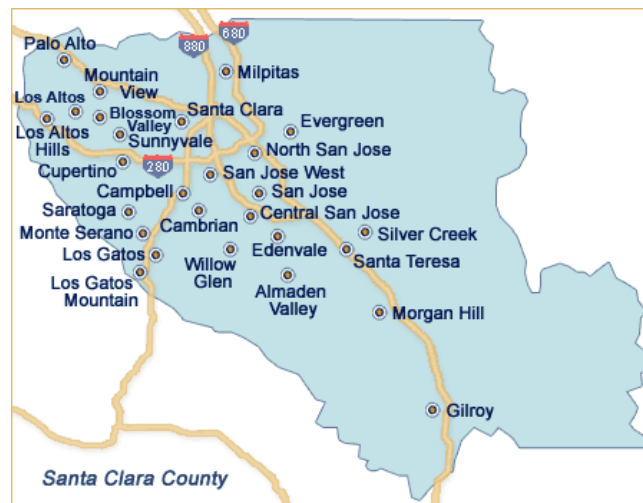 680
880
Palo Alto
Milpitas
Mountain
View
Los Altos
Blossom
Valley
Santa Clara
Evergreen
Los Altos
Hills
Sunnyvale
North San Jose
Cupertino
280
San Jose West
Campbell
San Jose
Saratoga
Cambrian
Central San Jose
Monte Serano
Silver Creek
Los Gatos
Willow
Glen
Edenvale
Santa Teresa
Los Gatos
Mountain
Almaden
Valley
Morgan Hill
Gilroy
Santa Clara County